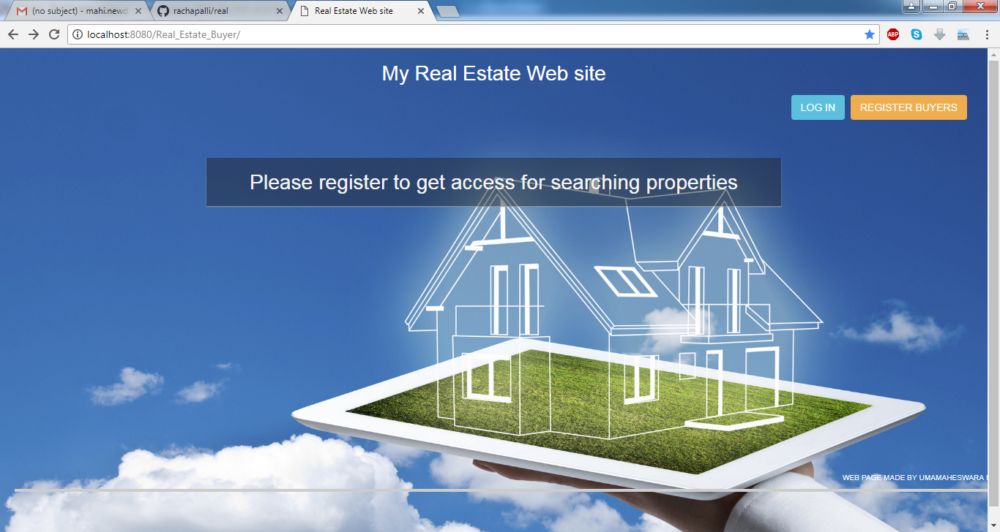 (no subject) - mahi.newd
rachapalli/real
Real Estate Web site
localhost:8080/Real_Estate_Buyer/
ABP
My Real Estate Web site
LOG IN
REGISTER BUYERS
Please register to get access for searching properties
WEB PAGE MADE BY UMAMAHESWARA